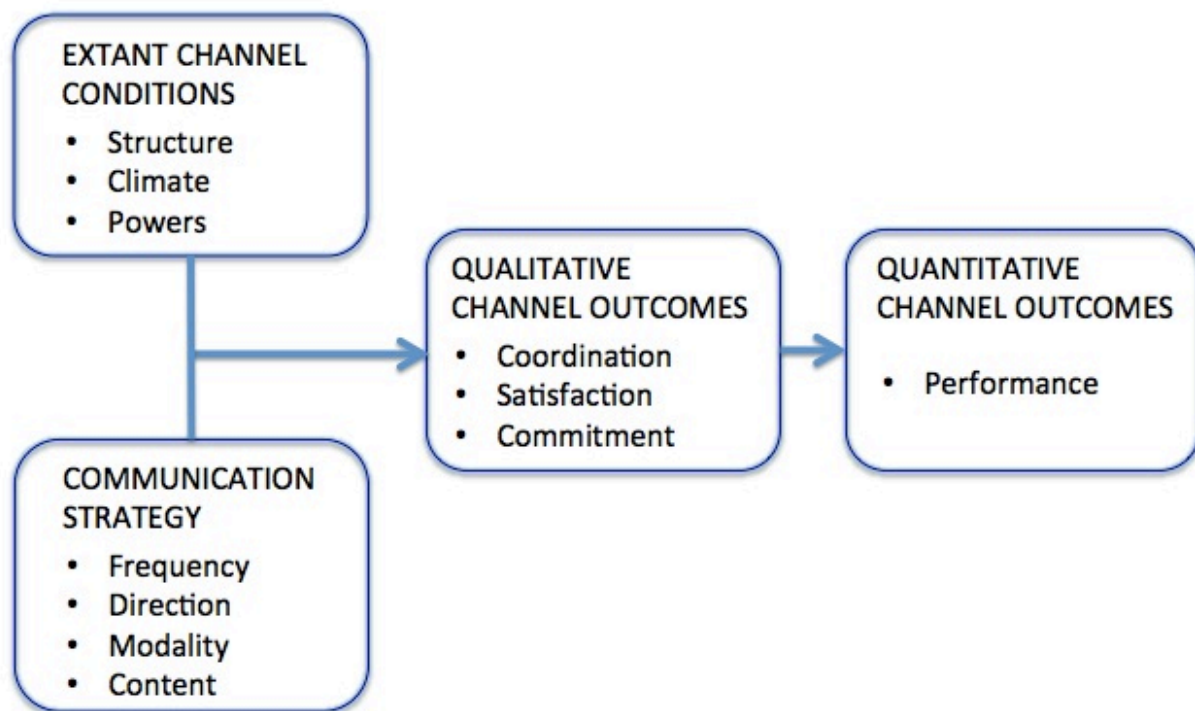 EXTANT CHANNEL
CONDITIONS
• Structure
• Climate
• Powers
COMMUNICATION
STRATEGY
• Frequency
• Direction
• Modality
• Content
QUALITATIVE
CHANNEL OUTCOMES
• Coordination
• Satisfaction
• Commitment
QUANTITATIVE
CHANNEL OUTCOMES
• Performance